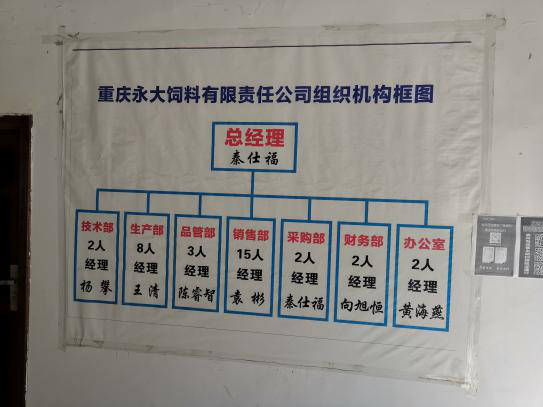 重庆永大饲料有限责任公司组织机构框图
总经理
秦仕福
技术部
2人
经理
杨攀
生产部
8人
经理
王清
品管部
3人
经理
陈睿智
销售部
15人
经理
袁彬
采购部
2人
经理
秦仕福
财务部
2人
经理
向旭恒
办公室
2人
经理
黄海燕